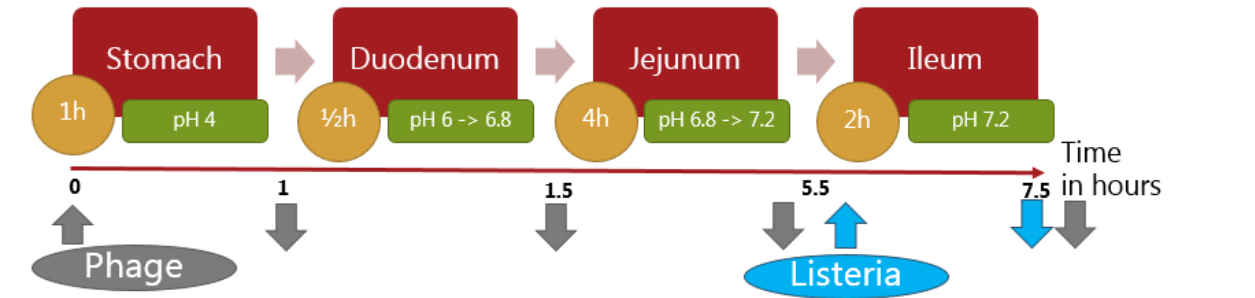 Stomach
Duodenum
Jejunum
Ileum
1h
pH 4
½h
pH 6 -> 6.8
4h
pH 6.8 -> 7.2
2h
pH 7.2
Time
in hours
0
1
1.5
5.5
7.5
Phage
Listeria